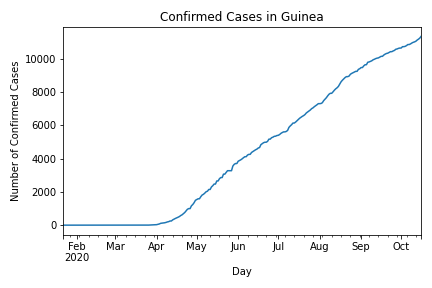 Confirmed Cases in Guinea
Number of Confirmed Cases
10000
8000
6000
4000
2000
0
Feb Mar Apr May Jun Jul Aug Sep Oct
2020
Day